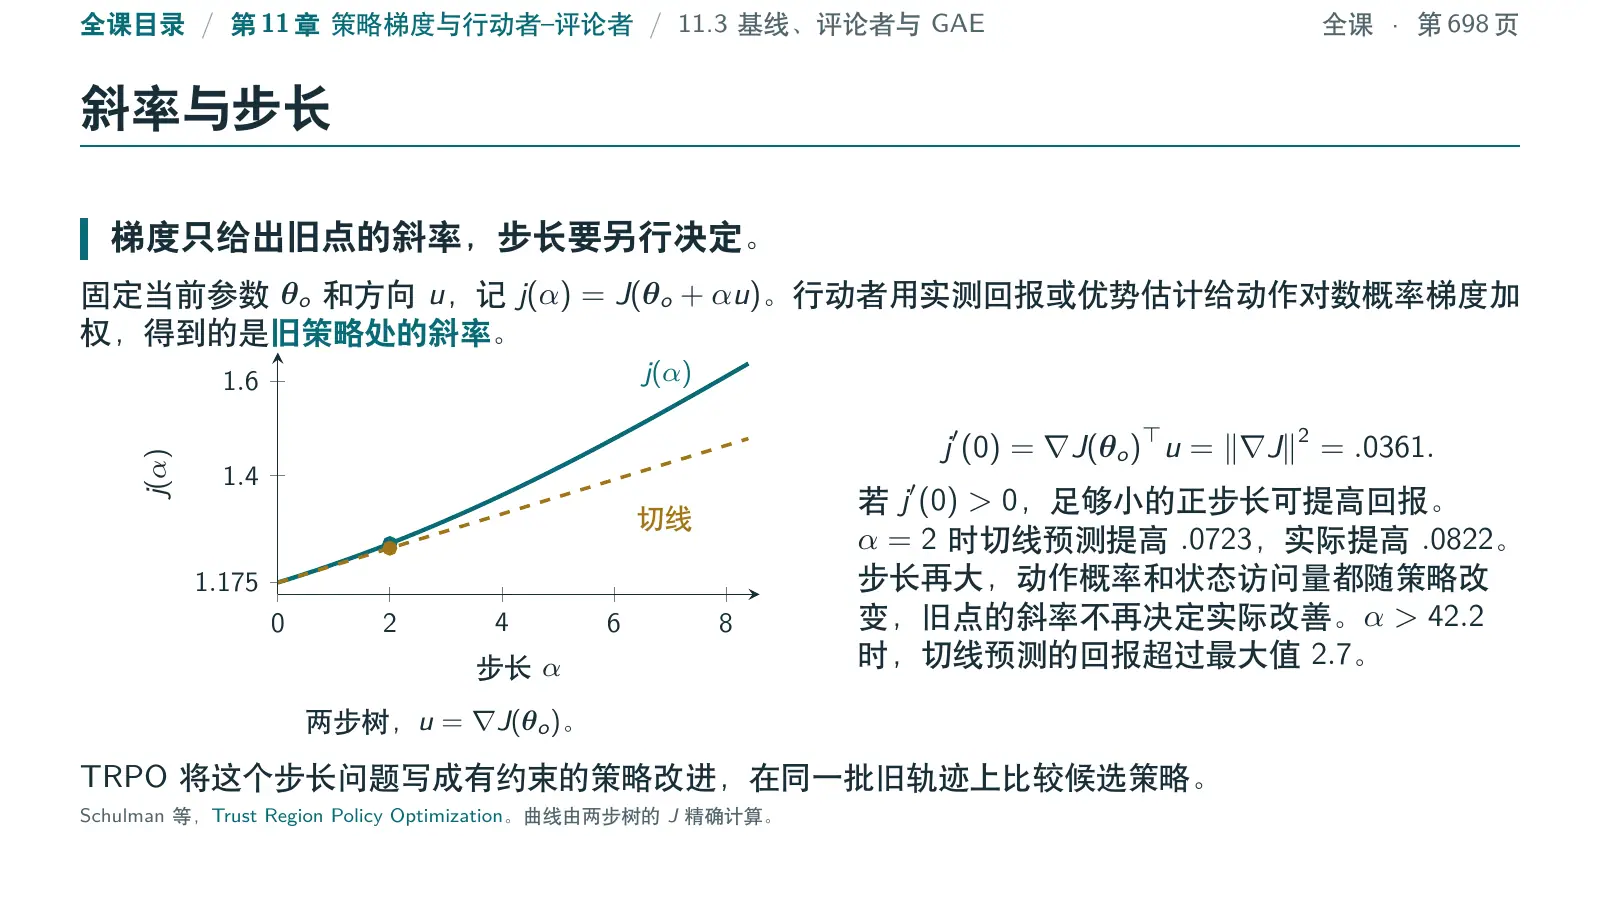 全课目录 / 第 11 章 策略梯度与行动者–评论者 / 11.3 基线、评论者与 GAE
全课 · 第 698 页
斜率与步长
梯度只给出旧点的斜率，步长要另行决定。
固定当前参数 θₒ 和方向 u，记 j(α) = J(θₒ + αu)。行动者用实测回报或优势估计给动作对数概率梯度加
权，得到的是旧策略处的斜率。
j(α)
1.6
1.4
1.175
j(α)
切线
0 2 4 6 8
步长 α
两步树，u = ∇J(θₒ)。
j′(0) = ∇J(θₒ)⊤u = ‖∇J‖² = .0361.
若 j′(0) > 0，足够小的正步长可提高回报。
α = 2 时切线预测提高 .0723，实际提高 .0822。
步长再大，动作概率和状态访问量都随策略改
变，旧点的斜率不再决定实际改善。α > 42.2
时，切线预测的回报超过最大值 2.7。
TRPO 将这个步长问题写成有约束的策略改进，在同一批旧轨迹上比较候选策略。
Schulman 等，Trust Region Policy Optimization。曲线由两步树的 J 精确计算。